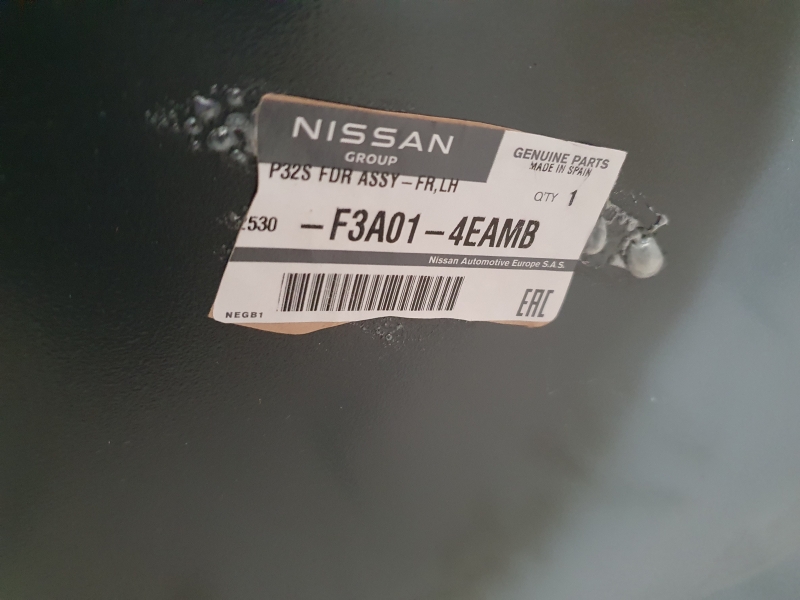 NISSAN
GROUP
GENUINE PARTS
MADE IN SPAIN
P32S FDR ASSY-FR,LH
Q'TY 1
530 -F3A01-4EAMB
Nissan Automotive Europe S.A.S.
NEGB1
EAC